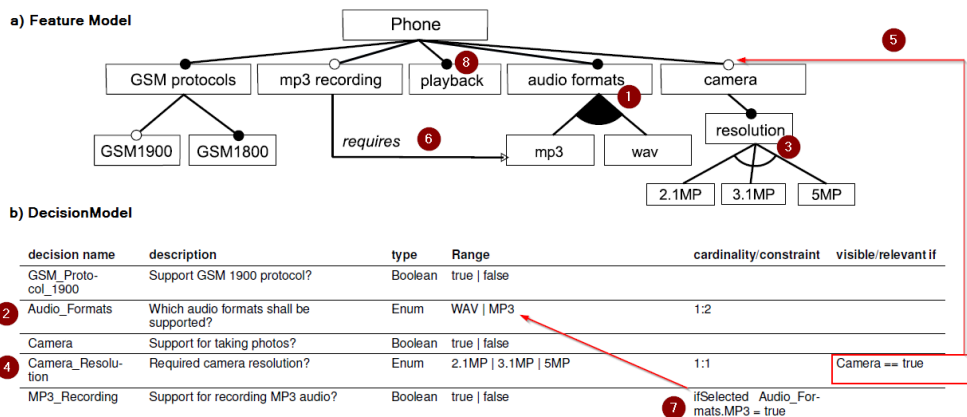 a) Feature Model
Phone
5
GSM protocols
mp3 recording
8
playback
audio formats
camera
1
requires
6
resolution
GSM1900
GSM1800
mp3
wav
3
2.1MP
3.1MP
5MP
b) DecisionModel
decision name description type Range cardinality/constraint visible/relevant if
GSM_Proto- Support GSM 1900 protocol? Boolean true | false
col_1900
2 Audio_Formats Which audio formats shall be Enum WAV | MP3 1:2
supported?
Camera Support for taking photos? Boolean true | false
4 Camera_Resolu- Required camera resolution? Enum 2.1MP | 3.1MP | 5MP 1:1 Camera == true
tion
MP3_Recording Support for recording MP3 audio? Boolean true | false ifSelected Audio_For-
7 mats.MP3 = true